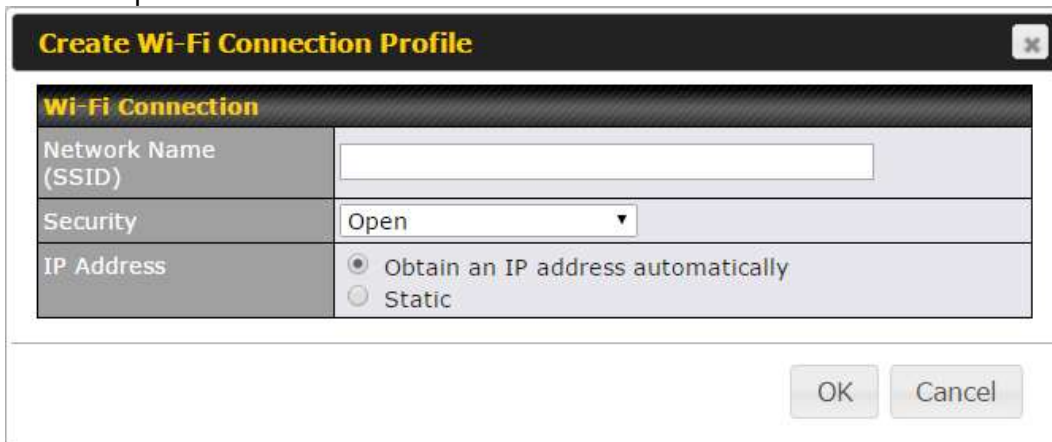 Create Wi-Fi Connection Profile
Wi-Fi Connection
Network Name
(SSID)
Security
Open
IP Address
Obtain an IP address automatically
Static
OK
Cancel